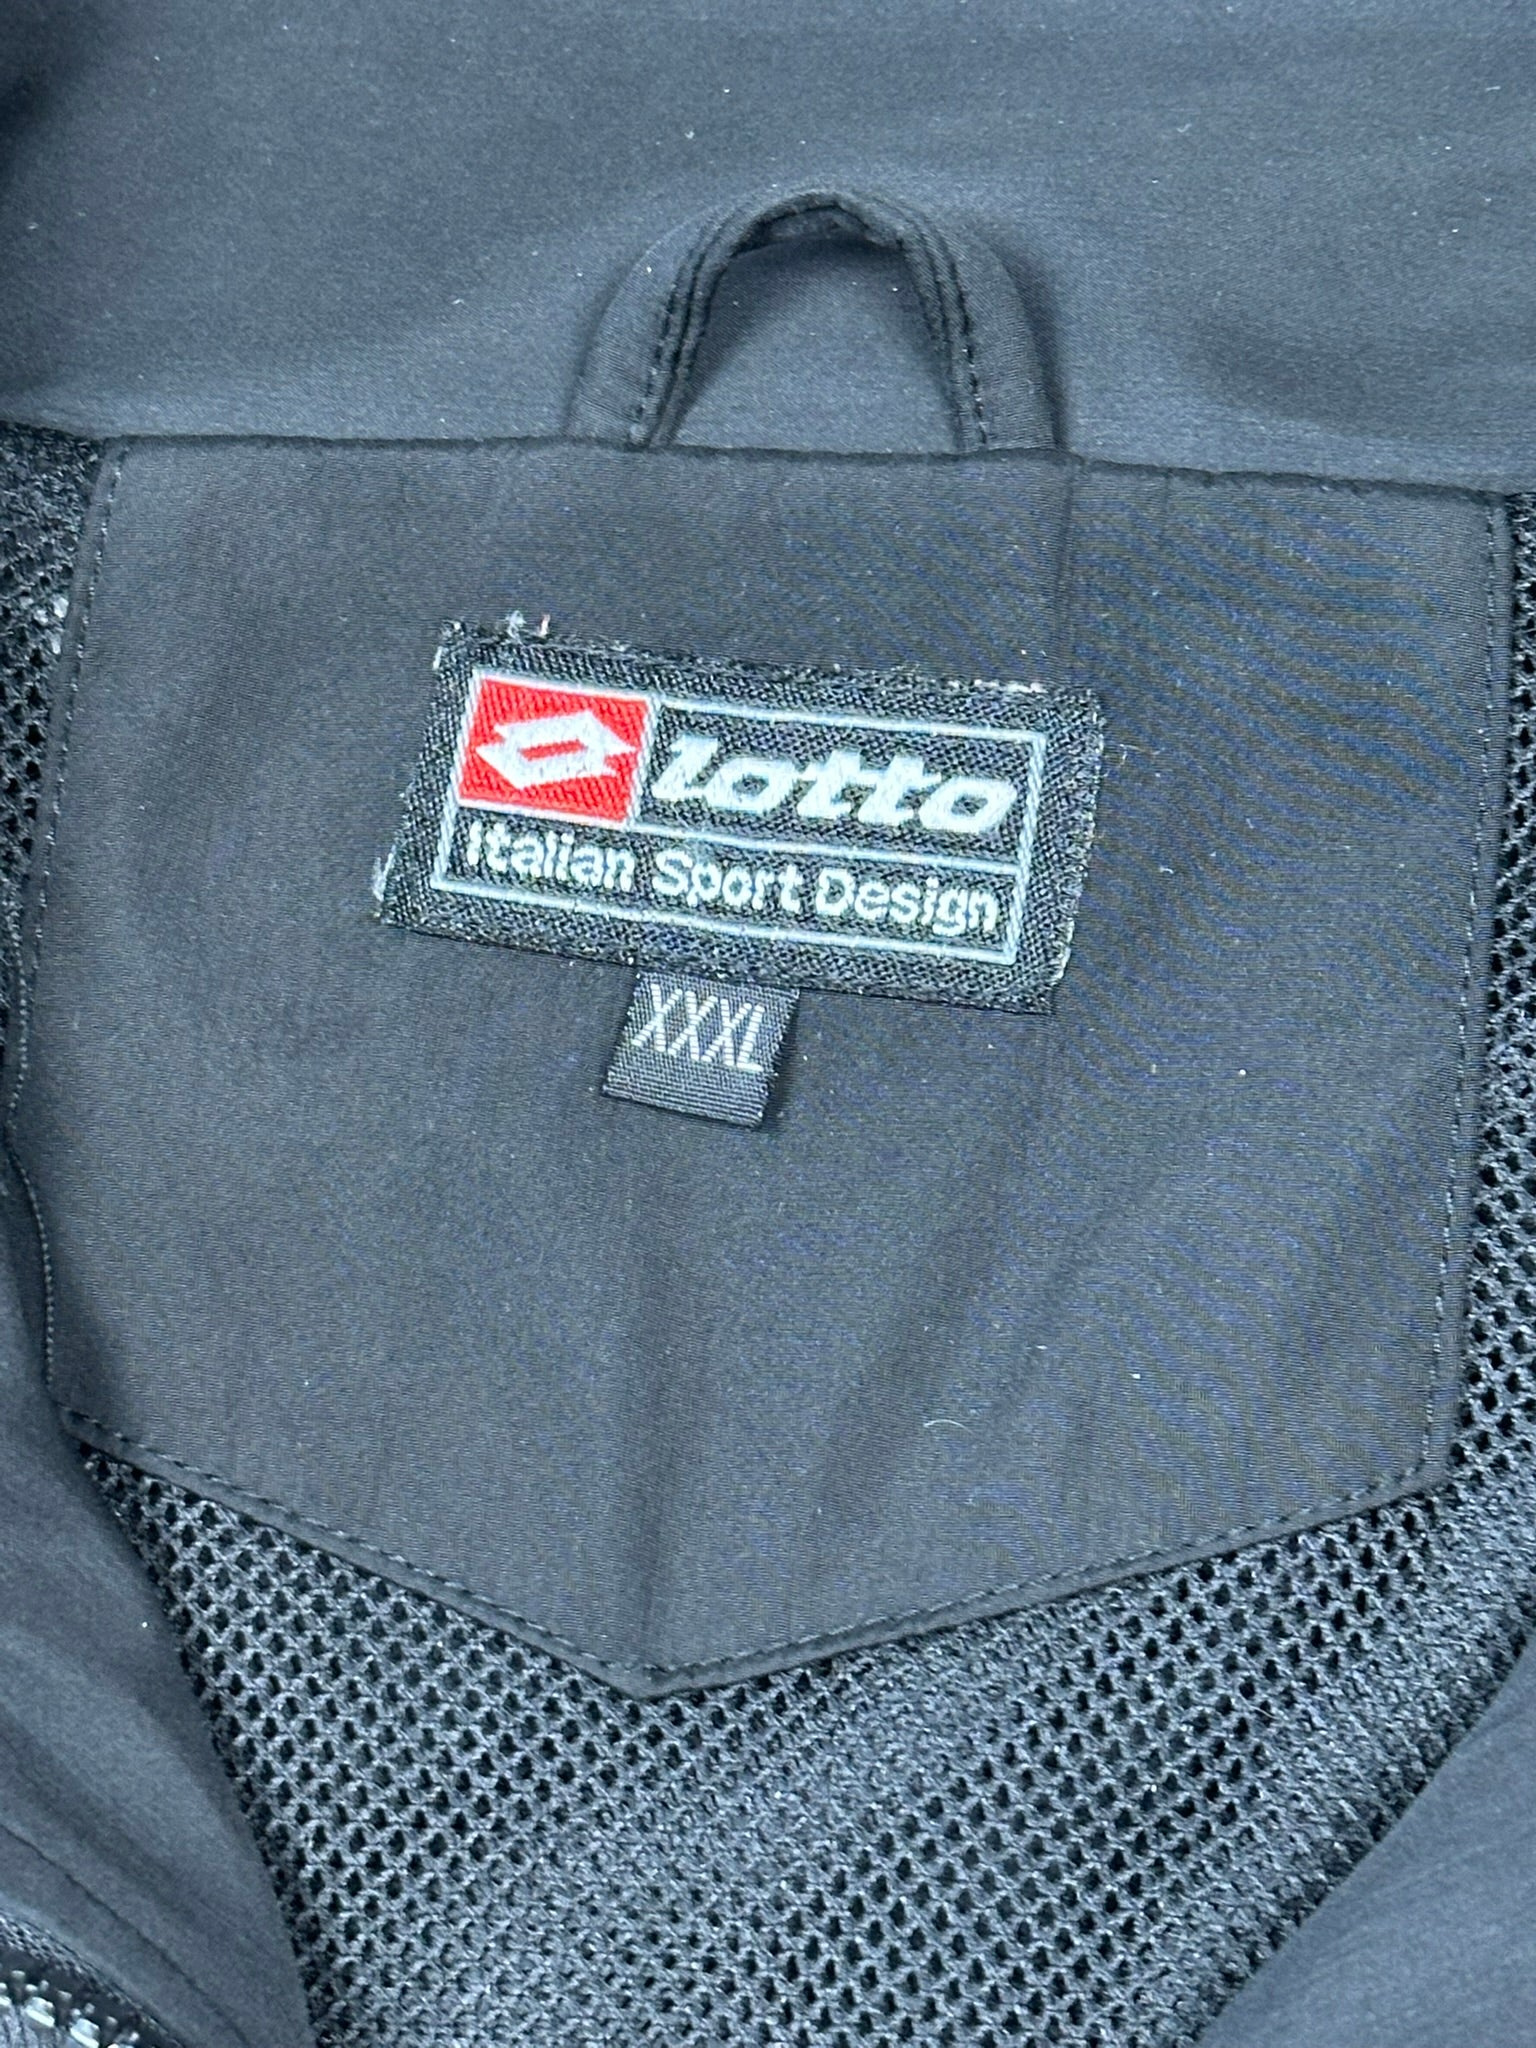 Lotto
Italian Sport Design
XXXL